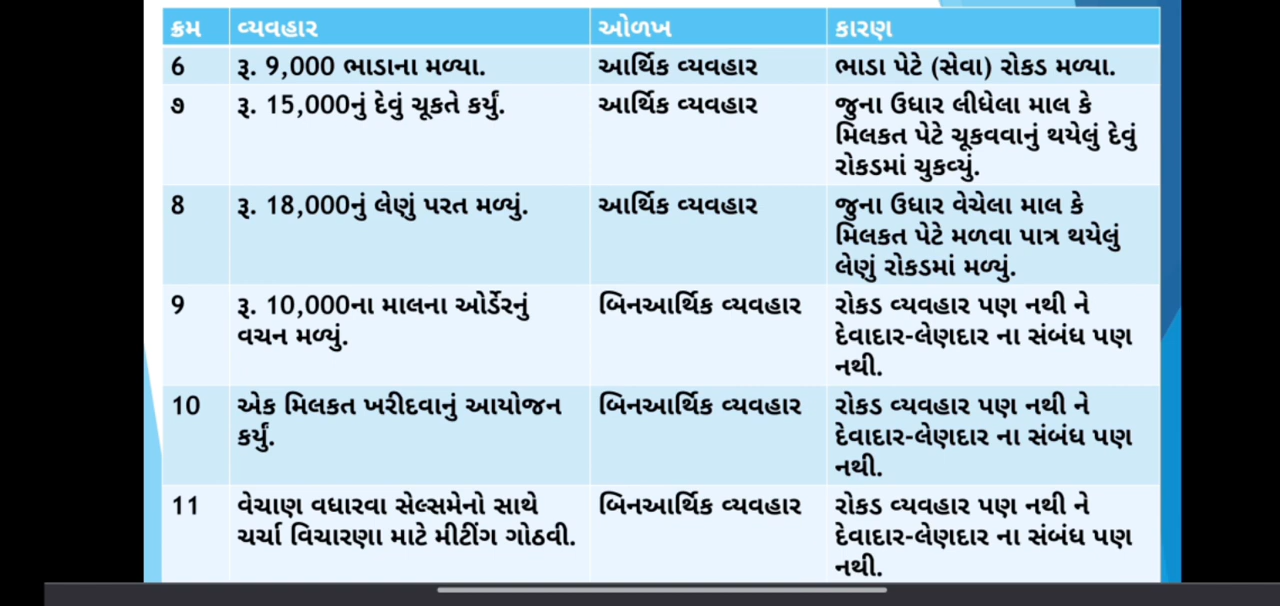 ક્રમ વ્યવહાર ઓળખ કારણ
6 રૂ. 9,000 ભાડાના મળ્યા. આર્થિક વ્યવહાર ભાડા પેટે (સેવા) રોકડ મળ્યા.
૭ રૂ. 15,000નું દેવું ચૂકતે કર્યું. આર્થિક વ્યવહાર જુના ઉધાર લીધેલા માલ કે
મિલકત પેટે ચૂકવવાનું થયેલું દેવું
રોકડમાં ચુકવ્યું.
8 રૂ. 18,000નું લેણું પરત મળ્યું. આર્થિક વ્યવહાર જુના ઉધાર વેચેલા માલ કે
મિલકત પેટે મળવા પાત્ર થયેલું
લેણું રોકડમાં મળ્યું.
9 રૂ. 10,000ના માલના ઓર્ડેરનું બિનઆર્થિક વ્યવહાર રોકડ વ્યવહાર પણ નથી ને
વચન મળ્યું. દેવાદાર-લેણદાર ના સંબંધ પણ
નથી.
10 એક મિલકત ખરીદવાનું આયોજન બિનઆર્થિક વ્યવહાર રોકડ વ્યવહાર પણ નથી ને
કર્યું. દેવાદાર-લેણદાર ના સંબંધ પણ
નથી.
11 વેચાણ વધારવા સેલ્સમેનો સાથે બિનઆર્થિક વ્યવહાર રોકડ વ્યવહાર પણ નથી ને
ચર્ચા વિચારણા માટે મીટીંગ ગોઠવી. દેવાદાર-લેણદાર ના સંબંધ પણ
નથી.